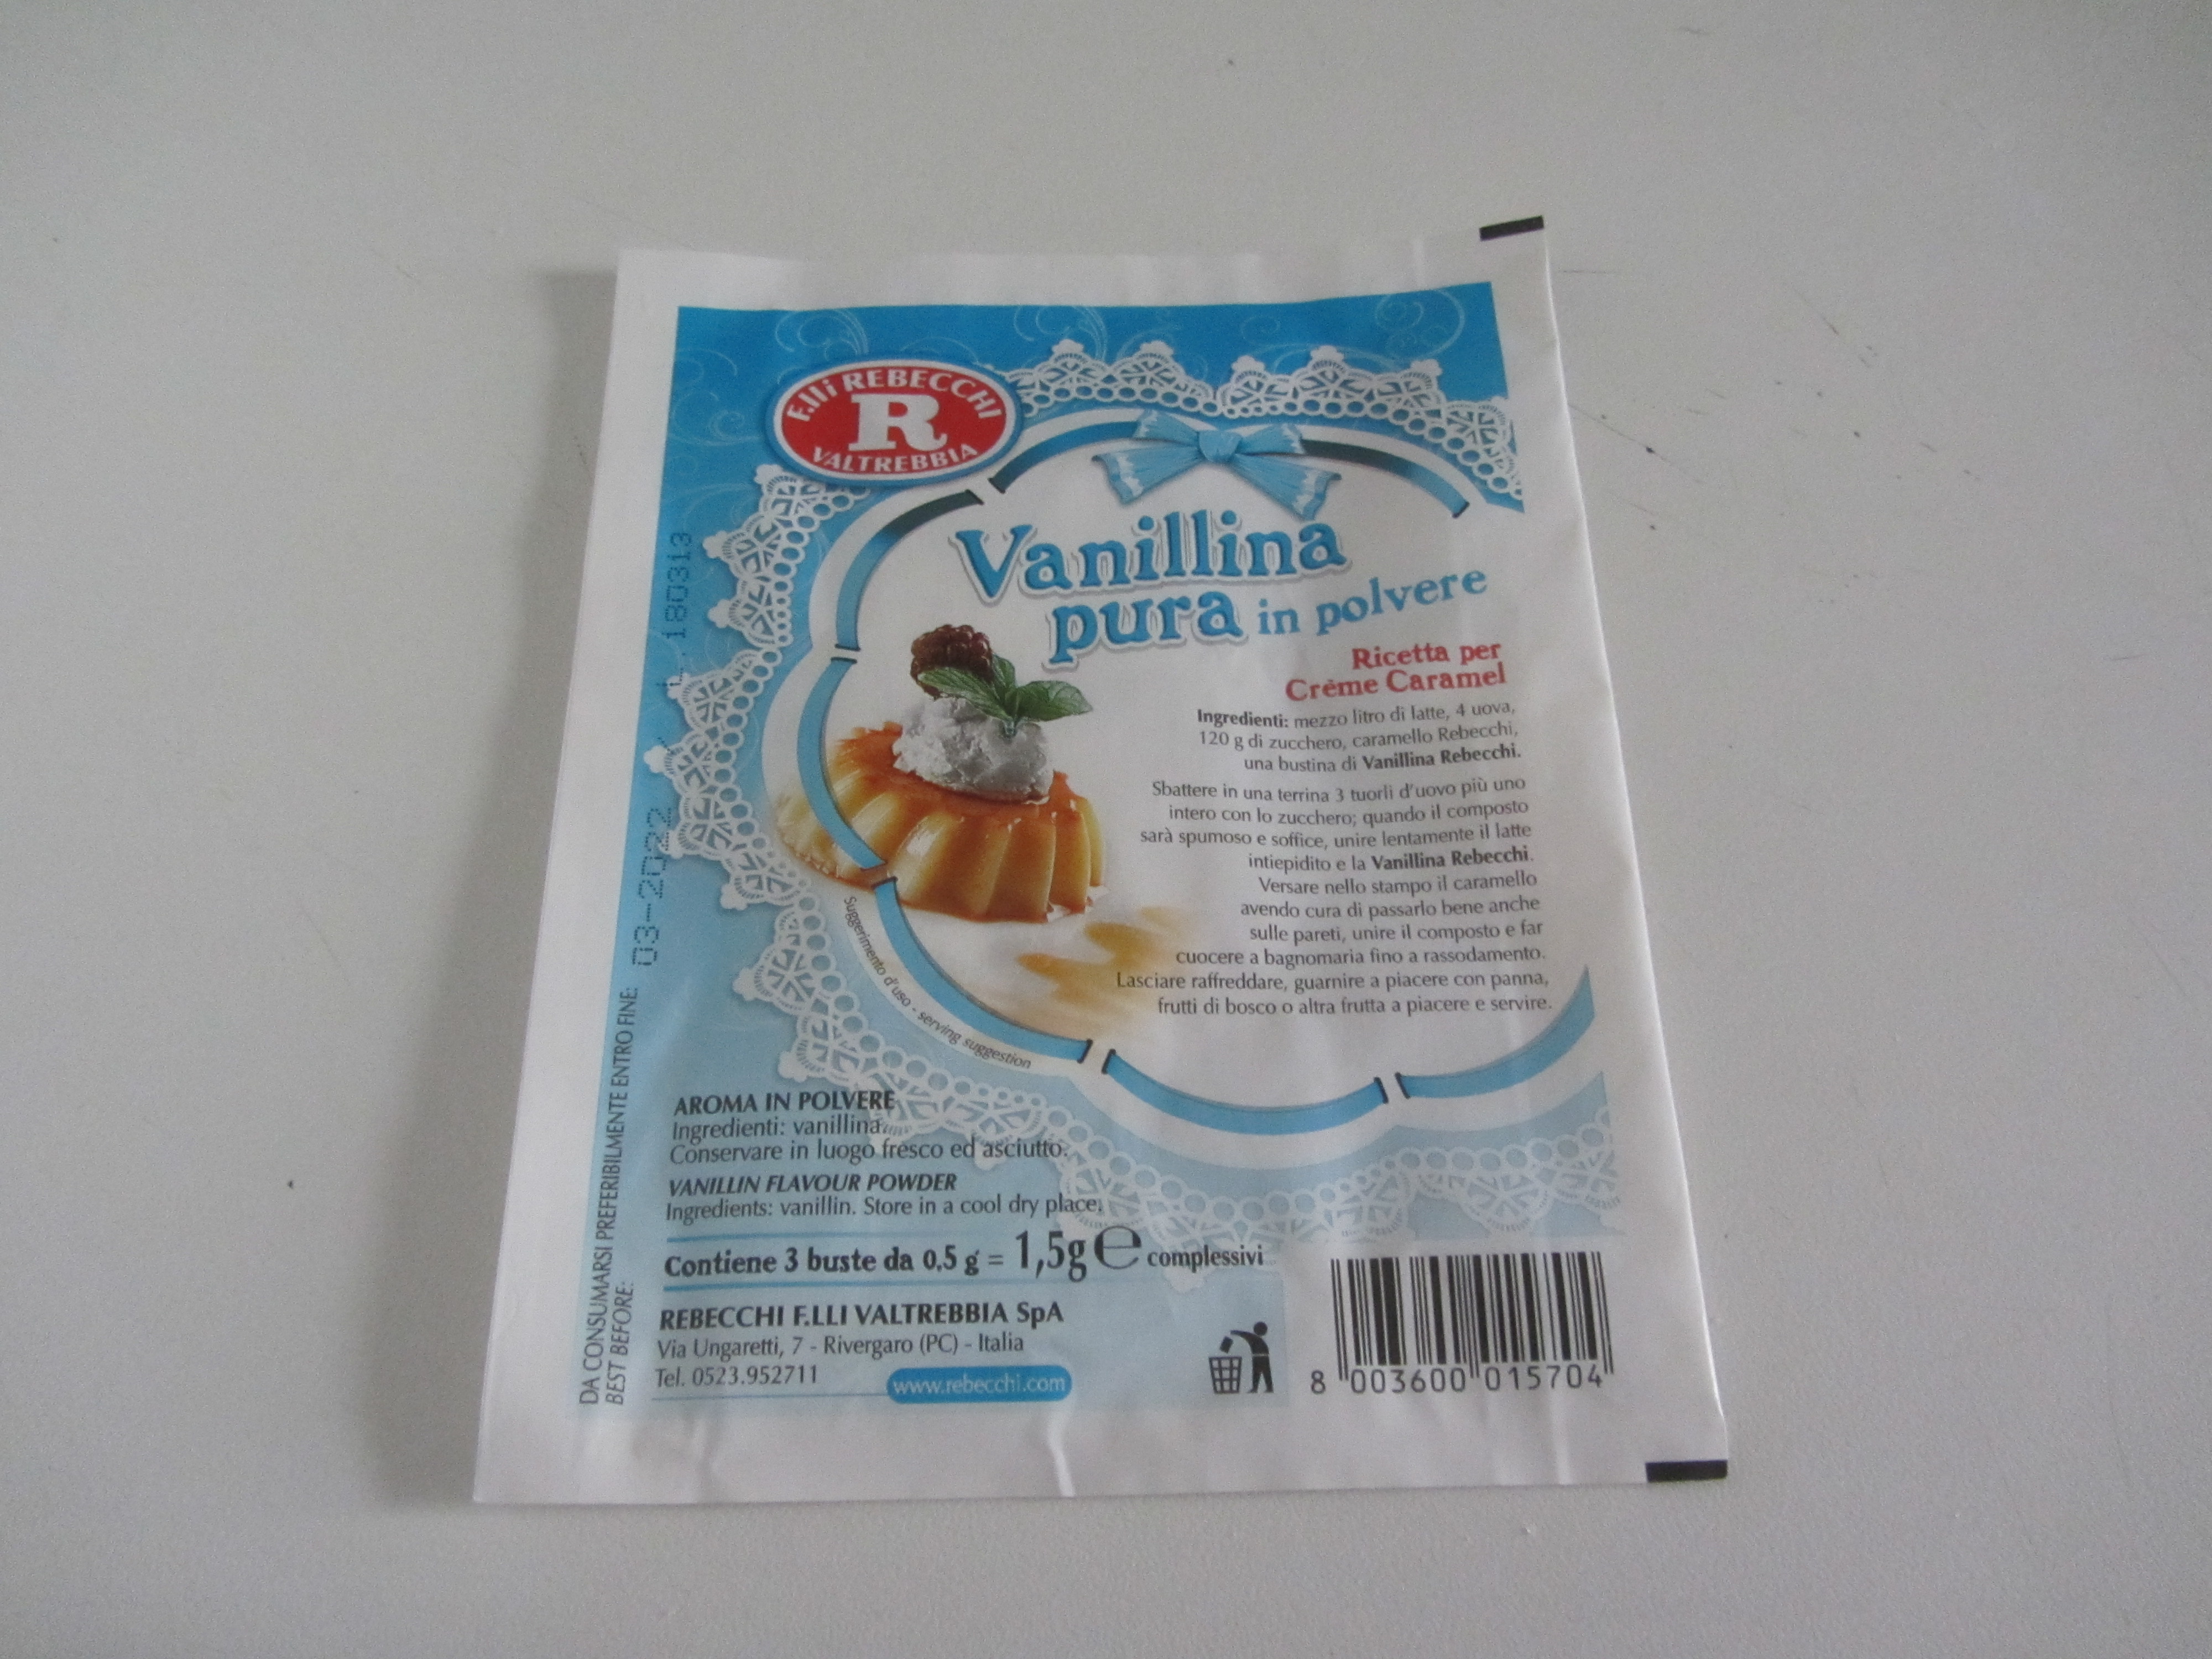 F.lli REBECCHI
R
VALTREBBIA
Vanillina
pura in polvere
Ricetta per
Crème Caramel
Ingredienti: mezzo litro di latte, 4 uova,
120 g di zucchero, caramello Rebecchi,
una bustina di Vanillina Rebecchi.
Sbattere in una terrina 3 tuorli d'uovo più uno
intero con lo zucchero; quando il composto
sarà spumoso e soffice, unire lentamente il latte
intiepidito e la Vanillina Rebecchi.
Versare nello stampo il caramello
avendo cura di passarlo bene anche
sulle pareti, unire il composto e far
cuocere a bagnomaria fino a rassodamento.
Lasciare raffreddare, guarnire a piacere con panna,
frutti di bosco o altra frutta a piacere e servire.
Suggerimento d'uso - serving suggestion
AROMA IN POLVERE
Ingredienti: vanillina.
Conservare in luogo fresco ed asciutto.
VANILLIN FLAVOUR POWDER
Ingredients: vanillin. Store in a cool dry place.
Contiene 3 buste da 0,5 g = 1,5g e complessivi
REBECCHI F.LLI VALTREBBIA SpA
Via Ungaretti, 7 - Rivergaro (PC) - Italia
Tel. 0523.952711
www.rebecchi.com
8 003600 015704
DA CONSUMARSI PREFERIBILMENTE ENTRO FINE:
BEST BEFORE:
03-2022 / L. 180313